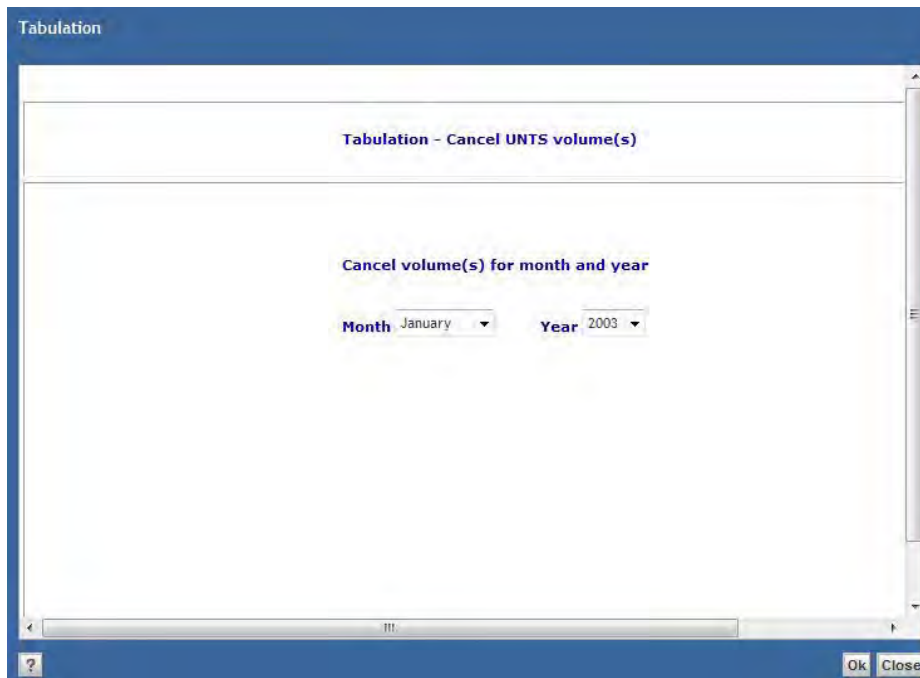 Tabulation
Tabulation - Cancel UNTS volume(s)
Cancel volume(s) for month and year
Month January Year 2003
? Ok Close